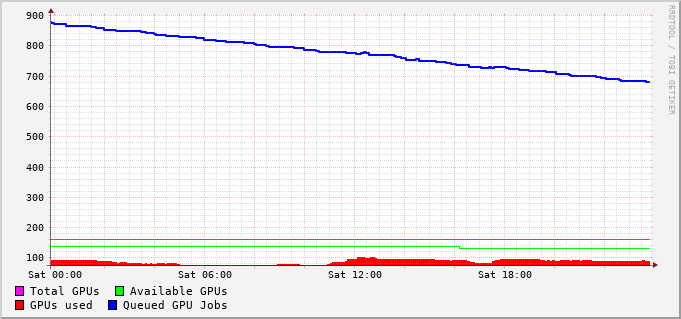 900
800
700
600
500
400
300
200
100
Sat 00:00 Sat 06:00 Sat 12:00 Sat 18:00
Total GPUs Available GPUs
GPUs used Queued GPU Jobs
RRDTOOL / TOBI OETIKER